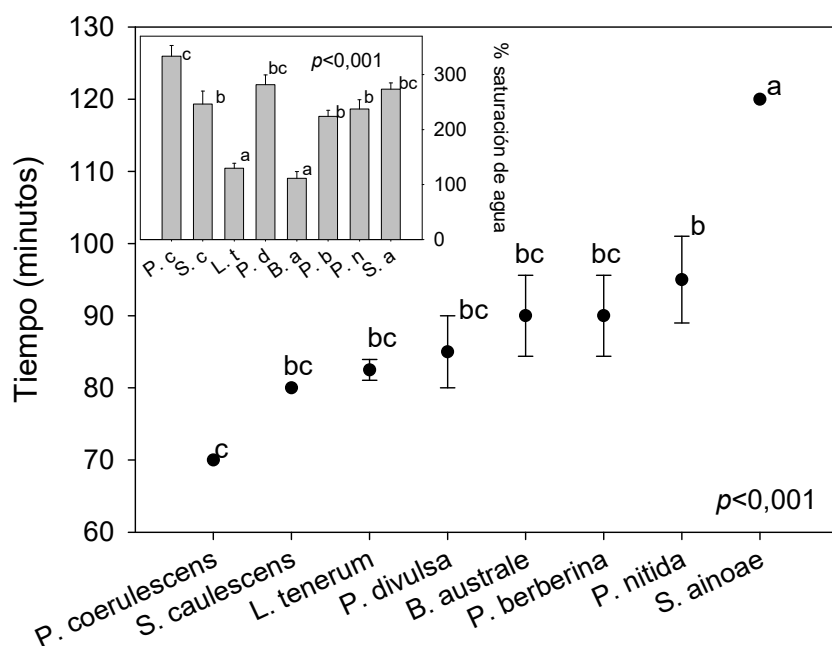 130
120
110
100
90
80
70
60
Tiempo (minutos)
p<0,001
c
b
a
bc
a
b
b
bc
300
200
100
0
% saturación de agua
P. c
S. c
L. t
P. d
B. a
P. b
P. n
S. a
c
bc
bc
bc
bc
bc
b
a
p<0,001
P. coerulescens
S. caulescens
L. tenerum
P. divulsa
B. australe
P. berberina
P. nitida
S. ainoae